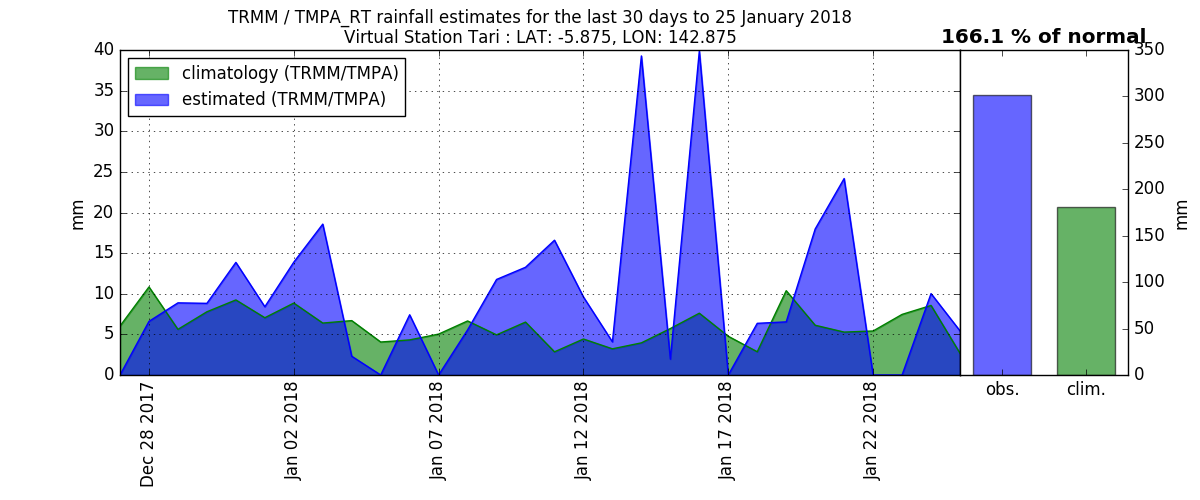 TRMM / TMPA_RT rainfall estimates for the last 30 days to 25 January 2018
Virtual Station Tari : LAT: -5.875, LON: 142.875
166.1 % of normal
climatology (TRMM/TMPA)
estimated (TRMM/TMPA)
mm
40
35
30
25
20
15
10
5
0
Dec 28 2017
Jan 02 2018
Jan 07 2018
Jan 12 2018
Jan 17 2018
Jan 22 2018
350
300
250
200
150
100
50
0
mm
obs.
clim.